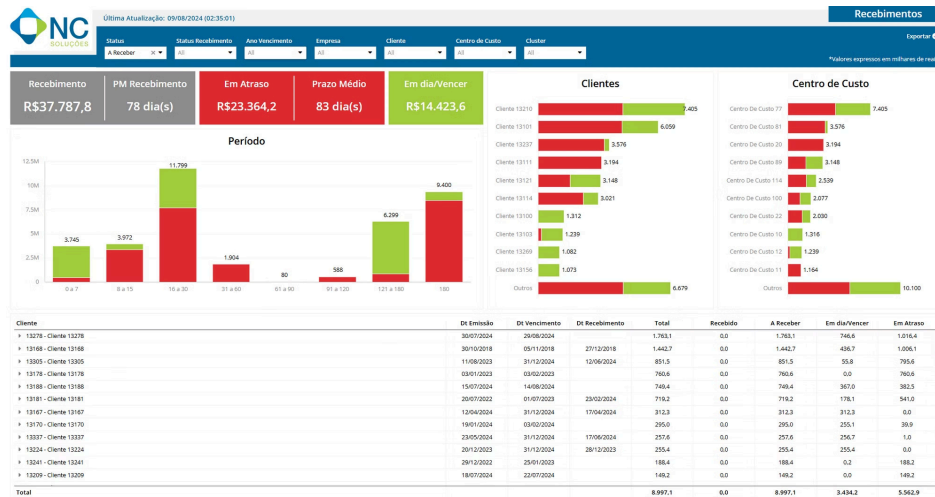 NC
SOLUÇÕES
Última Atualização: 09/08/2024 (02:35:01)
Recebimentos
Status
Status Recebimento
Ano Vencimento
Empresa
Cliente
Centro de Custo
Cluster
Exportar
A Receber
All
All
All
All
All
All
*Valores expressos em milhares de reai
Recebimento
R$37.787,8
PM Recebimento
78 dia(s)
Em Atraso
R$23.364,2
Prazo Médio
83 dia(s)
Em dia/Vencer
R$14.423,6
Período
12,5M
10M
7,5M
5M
2,5M
0
3.745
3.972
11.799
1.904
80
588
6.299
9.400
0 a 7
8 a 15
16 a 30
31 a 60
61 a 90
91 a 120
121 a 180
180
Clientes
Cliente 13210 7.405
Cliente 13101 6.059
Cliente 13237 3.576
Cliente 13111 3.194
Cliente 13121 3.148
Cliente 13114 3.021
Cliente 13100 1.312
Cliente 13103 1.239
Cliente 13269 1.082
Cliente 13156 1.073
Outros 6.679
Centro de Custo
Centro De Custo 77 7.405
Centro De Custo 81 3.576
Centro De Custo 20 3.194
Centro De Custo 89 3.148
Centro De Custo 114 2.539
Centro De Custo 100 2.077
Centro De Custo 22 2.030
Centro De Custo 10 1.316
Centro De Custo 12 1.239
Centro De Custo 11 1.164
Outros 10.100
Cliente Dt Emissão Dt Vencimento Dt Recebimento Total Recebido A Receber Em dia/Vencer Em Atraso
13278 - Cliente 13278 30/07/2024 29/08/2024 1.763,1 0,0 1.763,1 746,6 1.016,4
13168 - Cliente 13168 30/10/2018 05/11/2018 27/12/2018 1.442,7 0,0 1.442,7 436,7 1.006,1
13305 - Cliente 13305 11/08/2023 31/12/2024 12/06/2024 851,5 0,0 851,5 55,8 795,6
13178 - Cliente 13178 03/01/2023 03/02/2023 760,6 0,0 760,6 0,0 760,6
13188 - Cliente 13188 15/07/2024 14/08/2024 749,4 0,0 749,4 367,0 382,5
13181 - Cliente 13181 20/07/2022 01/07/2023 23/02/2024 719,2 0,0 719,2 178,1 541,0
13167 - Cliente 13167 12/04/2024 31/12/2024 17/04/2024 312,3 0,0 312,3 312,3 0,0
13170 - Cliente 13170 19/01/2024 03/02/2024 295,0 0,0 295,0 255,1 39,9
13337 - Cliente 13337 23/05/2024 31/12/2024 17/06/2024 257,6 0,0 257,6 256,7 1,0
13224 - Cliente 13224 20/12/2023 31/12/2024 28/12/2023 255,4 0,0 255,4 255,4 0,0
13241 - Cliente 13241 29/12/2022 25/01/2023 188,4 0,0 188,4 0,2 188,2
13209 - Cliente 13209 18/07/2024 22/07/2024 149,2 0,0 149,2 0,0 149,2
Total 8.997,1 0,0 8.997,1 3.434,2 5.562,9